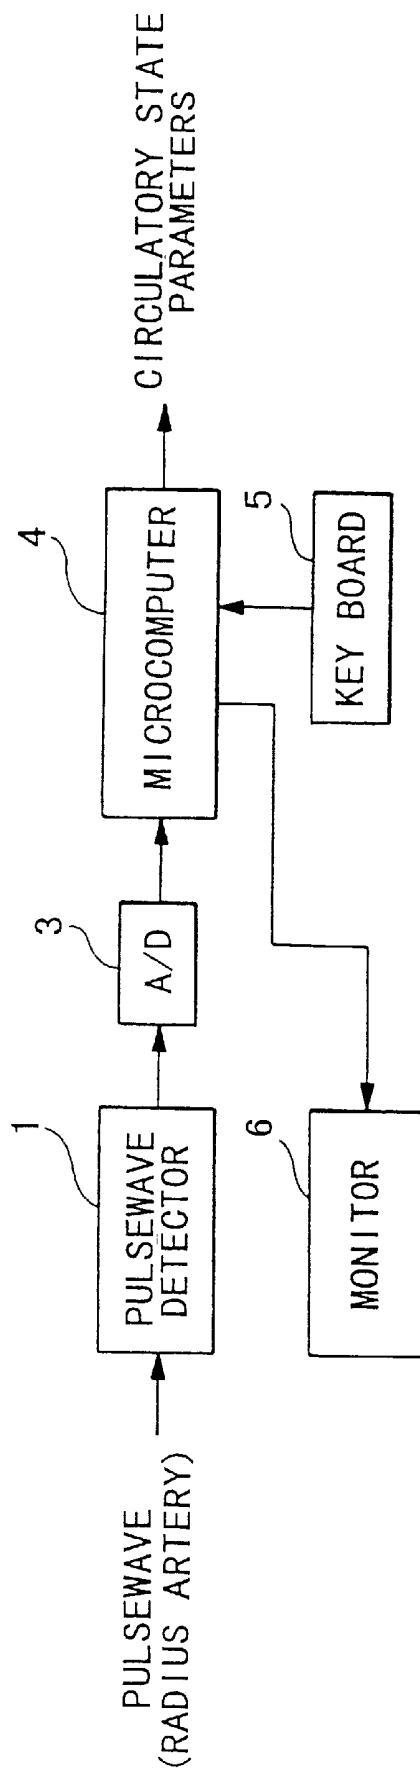 PULSEWAVE
(RADIUS ARTERY)
1
PULSEWAVE
DETECTOR
3
A/D
4
MICROCOMPUTER
CIRCULATORY STATE
PARAMETERS
6
MONITOR
5
KEY BOARD